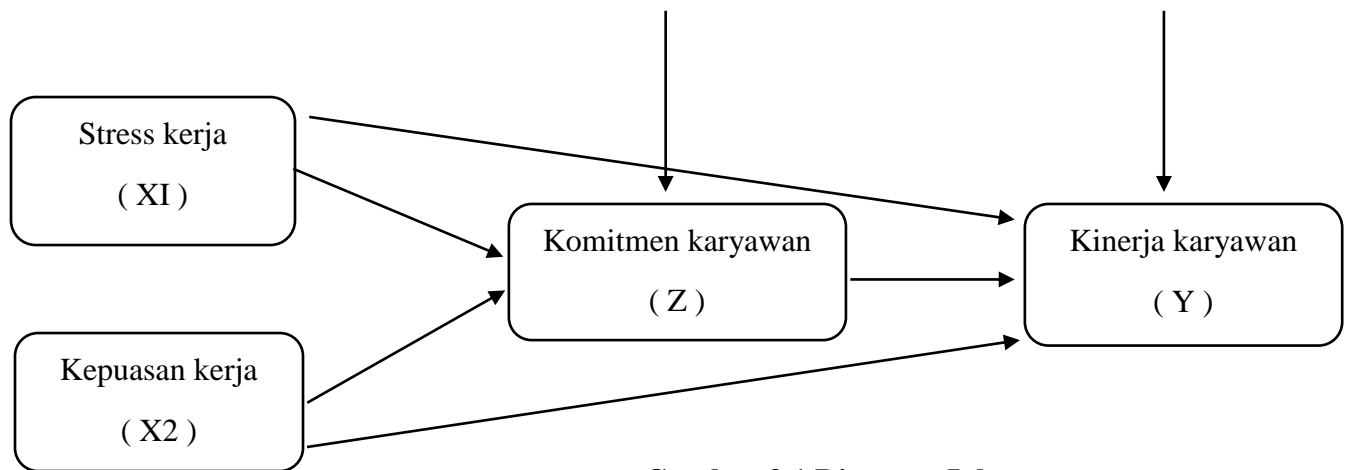 Stress kerja
( XI )
Komitmen karyawan
( Z )
Kinerja karyawan
( Y )
Kepuasan kerja
( X2 )